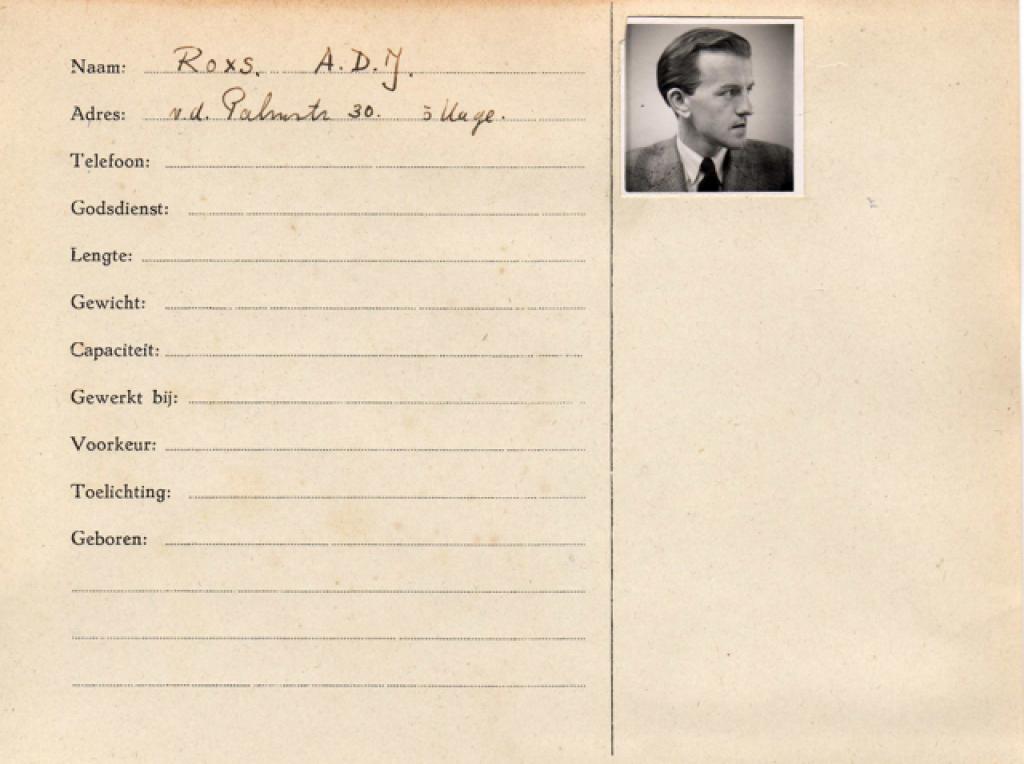 Naam: Roxs. A.D.J.
Adres: v.d. Palmstr 30. 's Hage.
Telefoon:
Godsdienst:
Lengte:
Gewicht:
Capaciteit:
Gewerkt bij:
Voorkeur:
Toelichting:
Geboren: